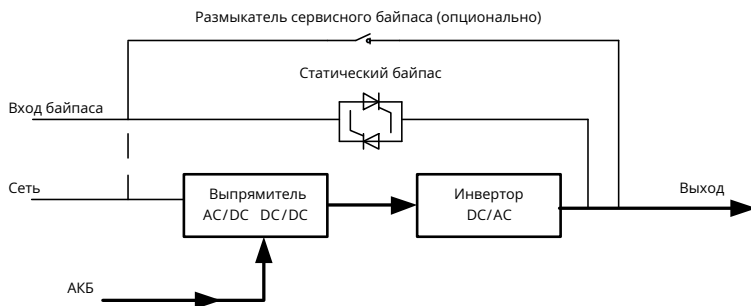 Размыкатель сервисного байпаса (опционально)
Статический байпас
Вход байпаса
Сеть
Выпрямитель
AC/DC DC/DC
Инвертор
DC/AC
Выход
АКБ